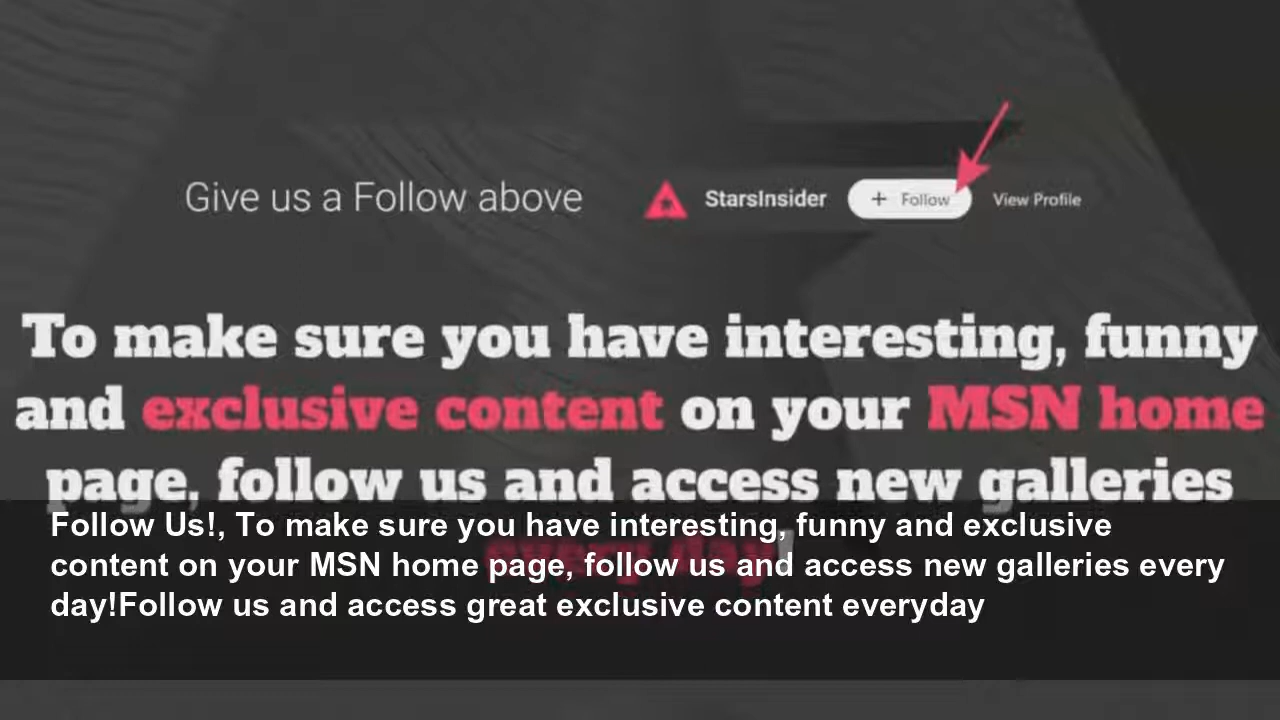 Give us a Follow above
StarsInsider
+ Follow
View Profile
To make sure you have interesting, funny
and exclusive content on your MSN home
page, follow us and access new galleries
every day!
Follow Us!, To make sure you have interesting, funny and exclusive
content on your MSN home page, follow us and access new galleries every
day!Follow us and access great exclusive content everyday